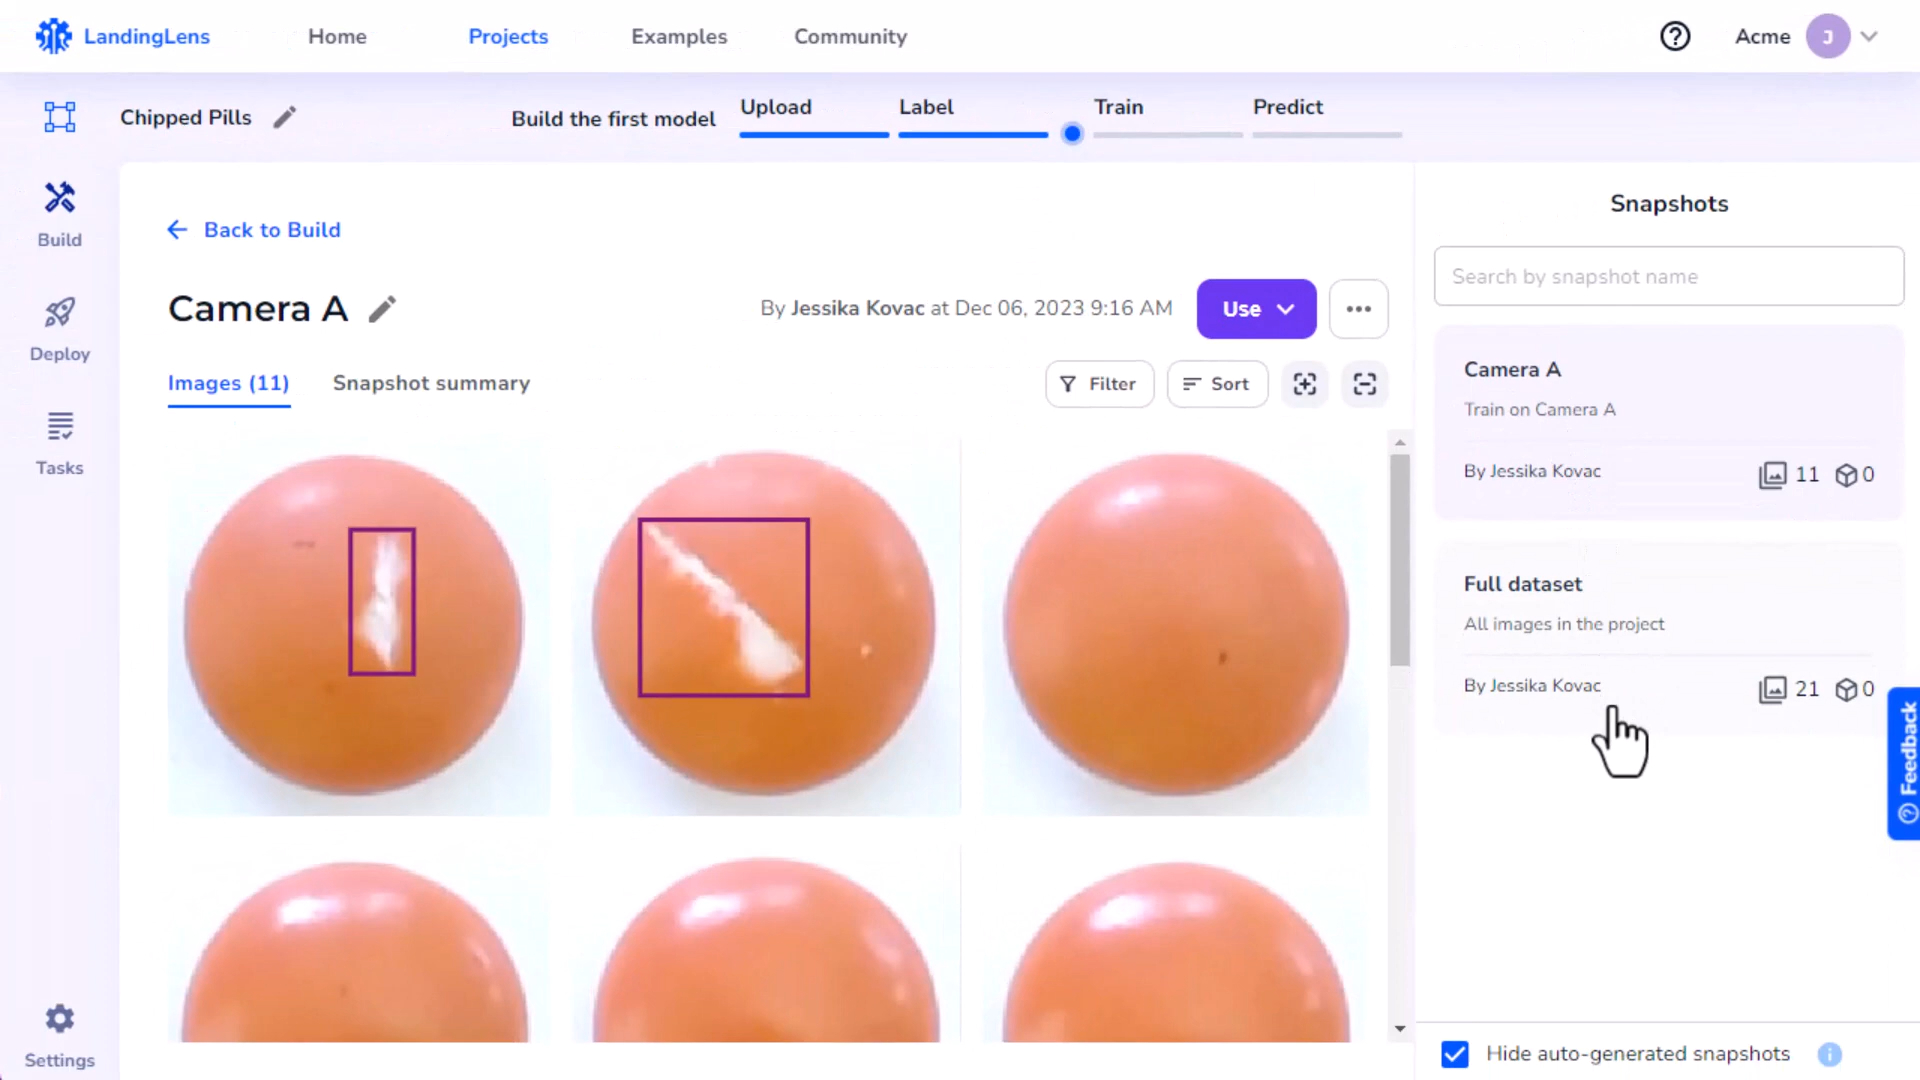 LandingLens
Home
Projects
Examples
Community
Acme
J
Chipped Pills
Build the first model
Upload
Label
Train
Predict
Build
Deploy
Tasks
Settings
Back to Build
Camera A
By Jessika Kovac at Dec 06, 2023 9:16 AM
Use
Images (11)
Snapshot summary
Filter
Sort
Snapshots
Search by snapshot name
Camera A
Train on Camera A
By Jessika Kovac
11
0
Full dataset
All images in the project
By Jessika Kovac
21
0
Feedback
Hide auto-generated snapshots